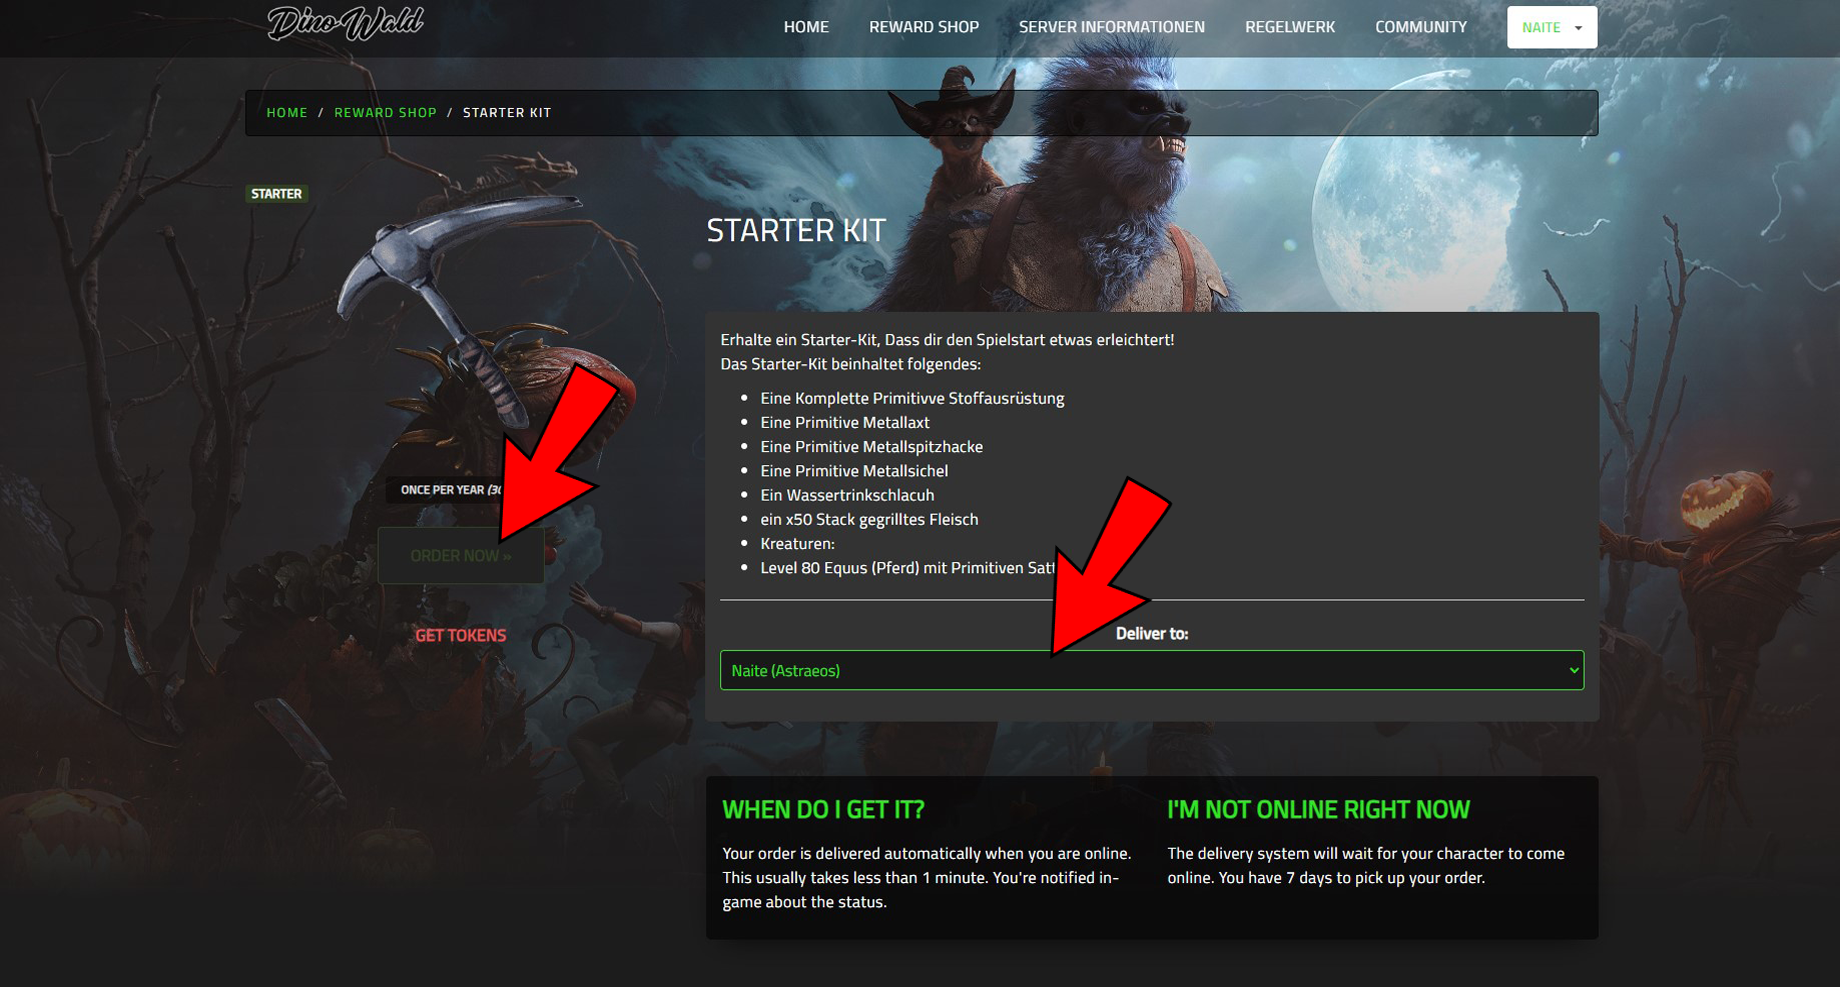 Dino Wald
HOME
REWARD SHOP
SERVER INFORMATIONEN
REGELWERK
COMMUNITY
NAITE
HOME / REWARD SHOP / STARTER KIT
STARTER
STARTER KIT
Erhalte ein Starter-Kit, Dass dir den Spielstart etwas erleichtert!
Das Starter-Kit beinhaltet folgendes:
Eine Komplette Primitivve Stoffausrüstung
Eine Primitive Metallaxt
Eine Primitive Metallspitzhacke
Eine Primitive Metallsichel
Ein Wassertrinkschlacuh
ein x50 Stack gegrilltes Fleisch
Kreaturen:
Level 80 Equus (Pferd) mit Primitiven
ONCE PER YEAR
ORDER NOW »
GET TOKENS
Deliver to:
Naite (Astraeos)
WHEN DO I GET IT?
Your order is delivered automatically when you are online.
This usually takes less than 1 minute. You're notified in-
game about the status.
I'M NOT ONLINE RIGHT NOW
The delivery system will wait for your character to come
online. You have 7 days to pick up your order.